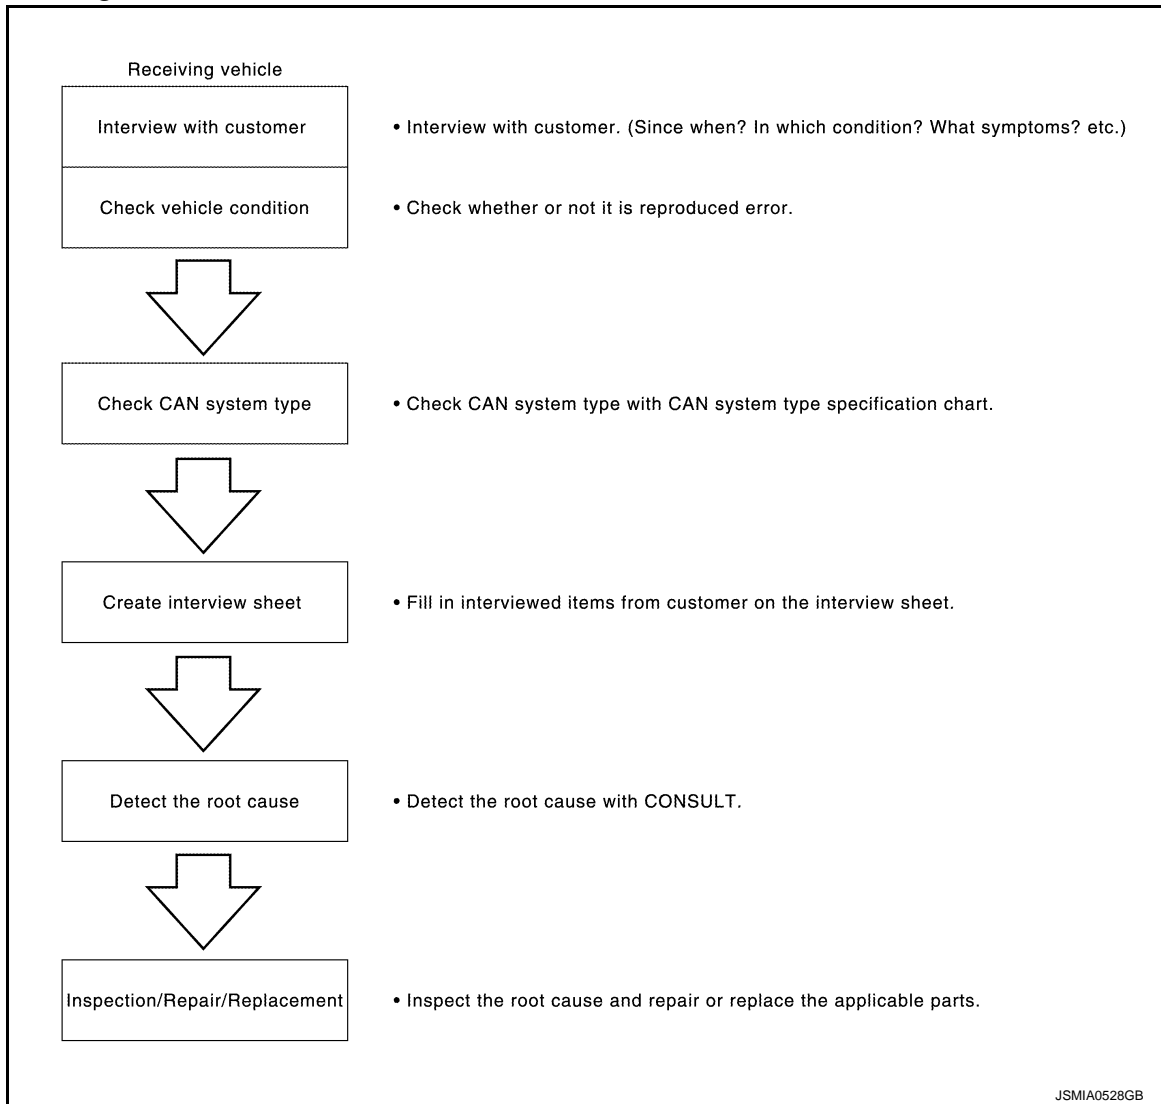 Receiving vehicle
Interview with customer
• Interview with customer. (Since when? In which condition? What symptoms? etc.)
Check vehicle condition
• Check whether or not it is reproduced error.
Check CAN system type
• Check CAN system type with CAN system type specification chart.
Create interview sheet
• Fill in interviewed items from customer on the interview sheet.
Detect the root cause
• Detect the root cause with CONSULT.
Inspection/Repair/Replacement
• Inspect the root cause and repair or replace the applicable parts.
JSMIA0528GB